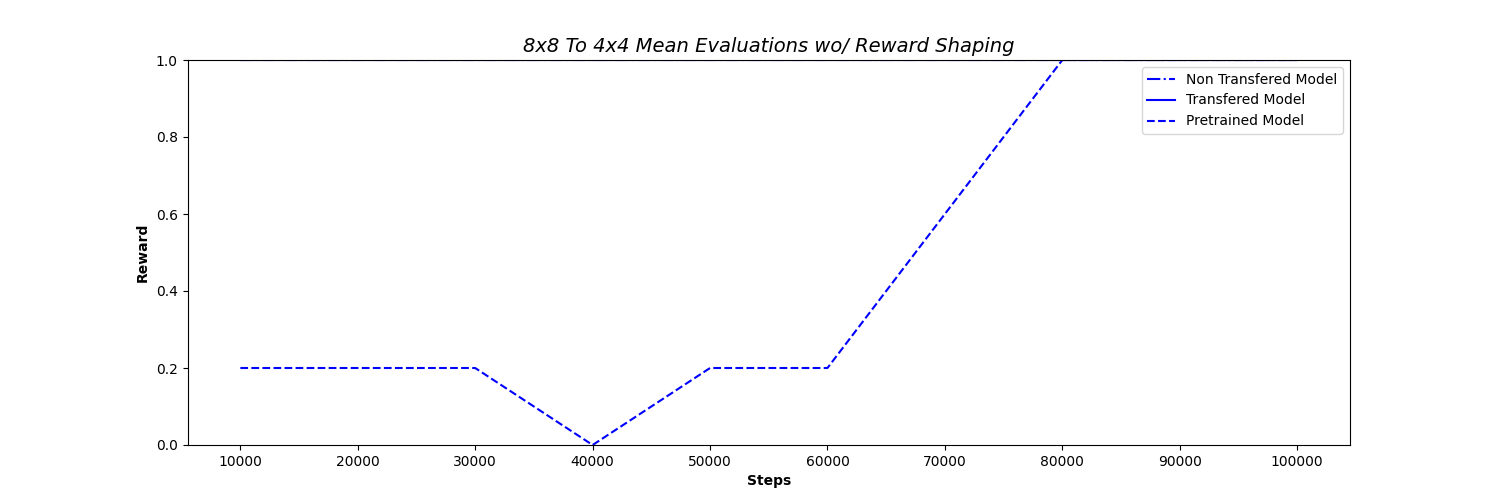 8x8 To 4x4 Mean Evaluations wo/ Reward Shaping
1.0
0.8
0.6
0.4
0.2
0.0
Reward
Non Transfered Model
Transfered Model
Pretrained Model
10000 20000 30000 40000 50000 60000 70000 80000 90000 100000
Steps